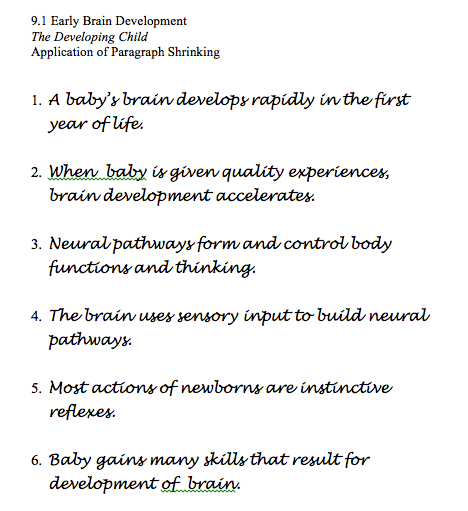 9.1 Early Brain Development
The Developing Child
Application of Paragraph Shrinking
1. A baby's brain develops rapidly in the first
year of life.
2. When baby is given quality experiences,
brain development accelerates.
3. Neural pathways form and control body
functions and thinking.
4. The brain uses sensory input to build neural
pathways.
5. Most actions of newborns are instinctive
reflexes.
6. Baby gains many skills that result for
development of brain.